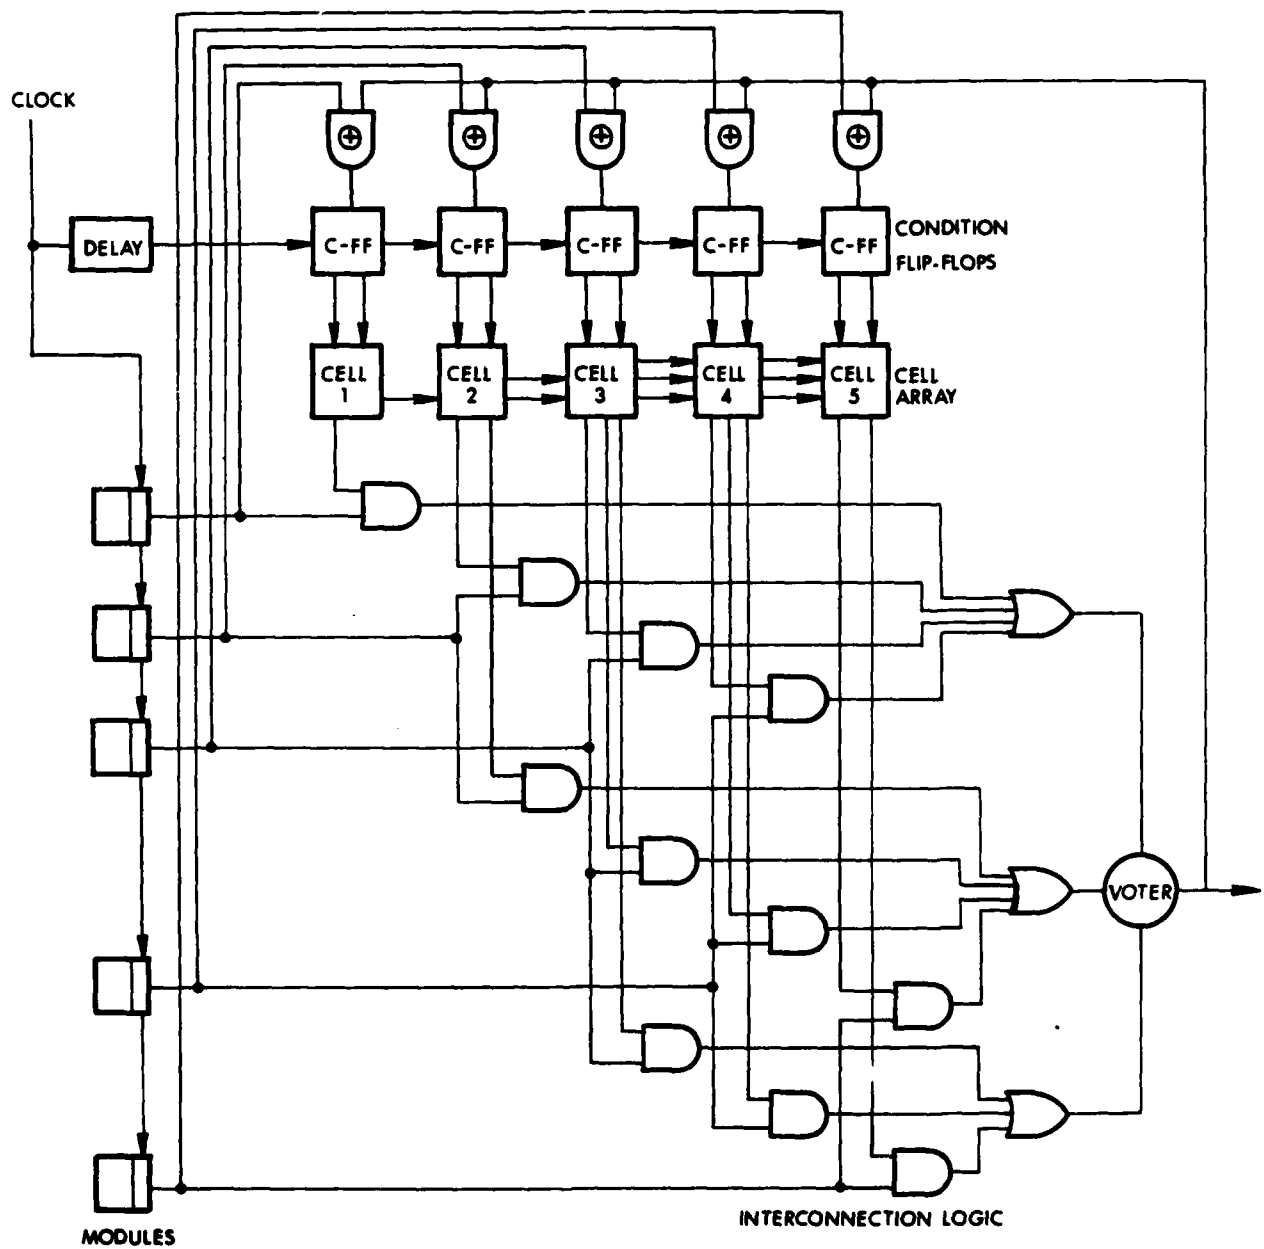 CLOCK
DELAY
C-FF
C-FF
C-FF
C-FF
C-FF
CONDITION
FLIP-FLOPS
CELL
1
CELL
2
CELL
3
CELL
4
CELL
5
CELL
ARRAY
VOTER
INTERCONNECTION LOGIC
MODULES